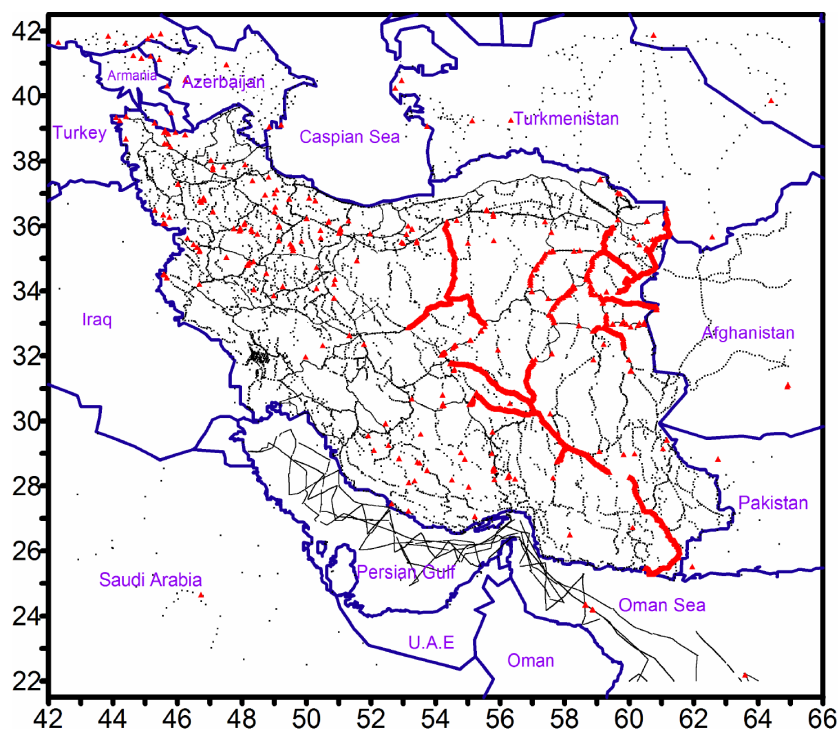 42
Armania
Azerbaijan
40
Turkey
Caspian Sea
Turkmenistan
38
36
34
Iraq
Afghanistan
32
30
28
Pakistan
26
Saudi Arabia
Persian Gulf
Oman Sea
24
U.A.E
Oman
22
42 44 46 48 50 52 54 56 58 60 62 64 66